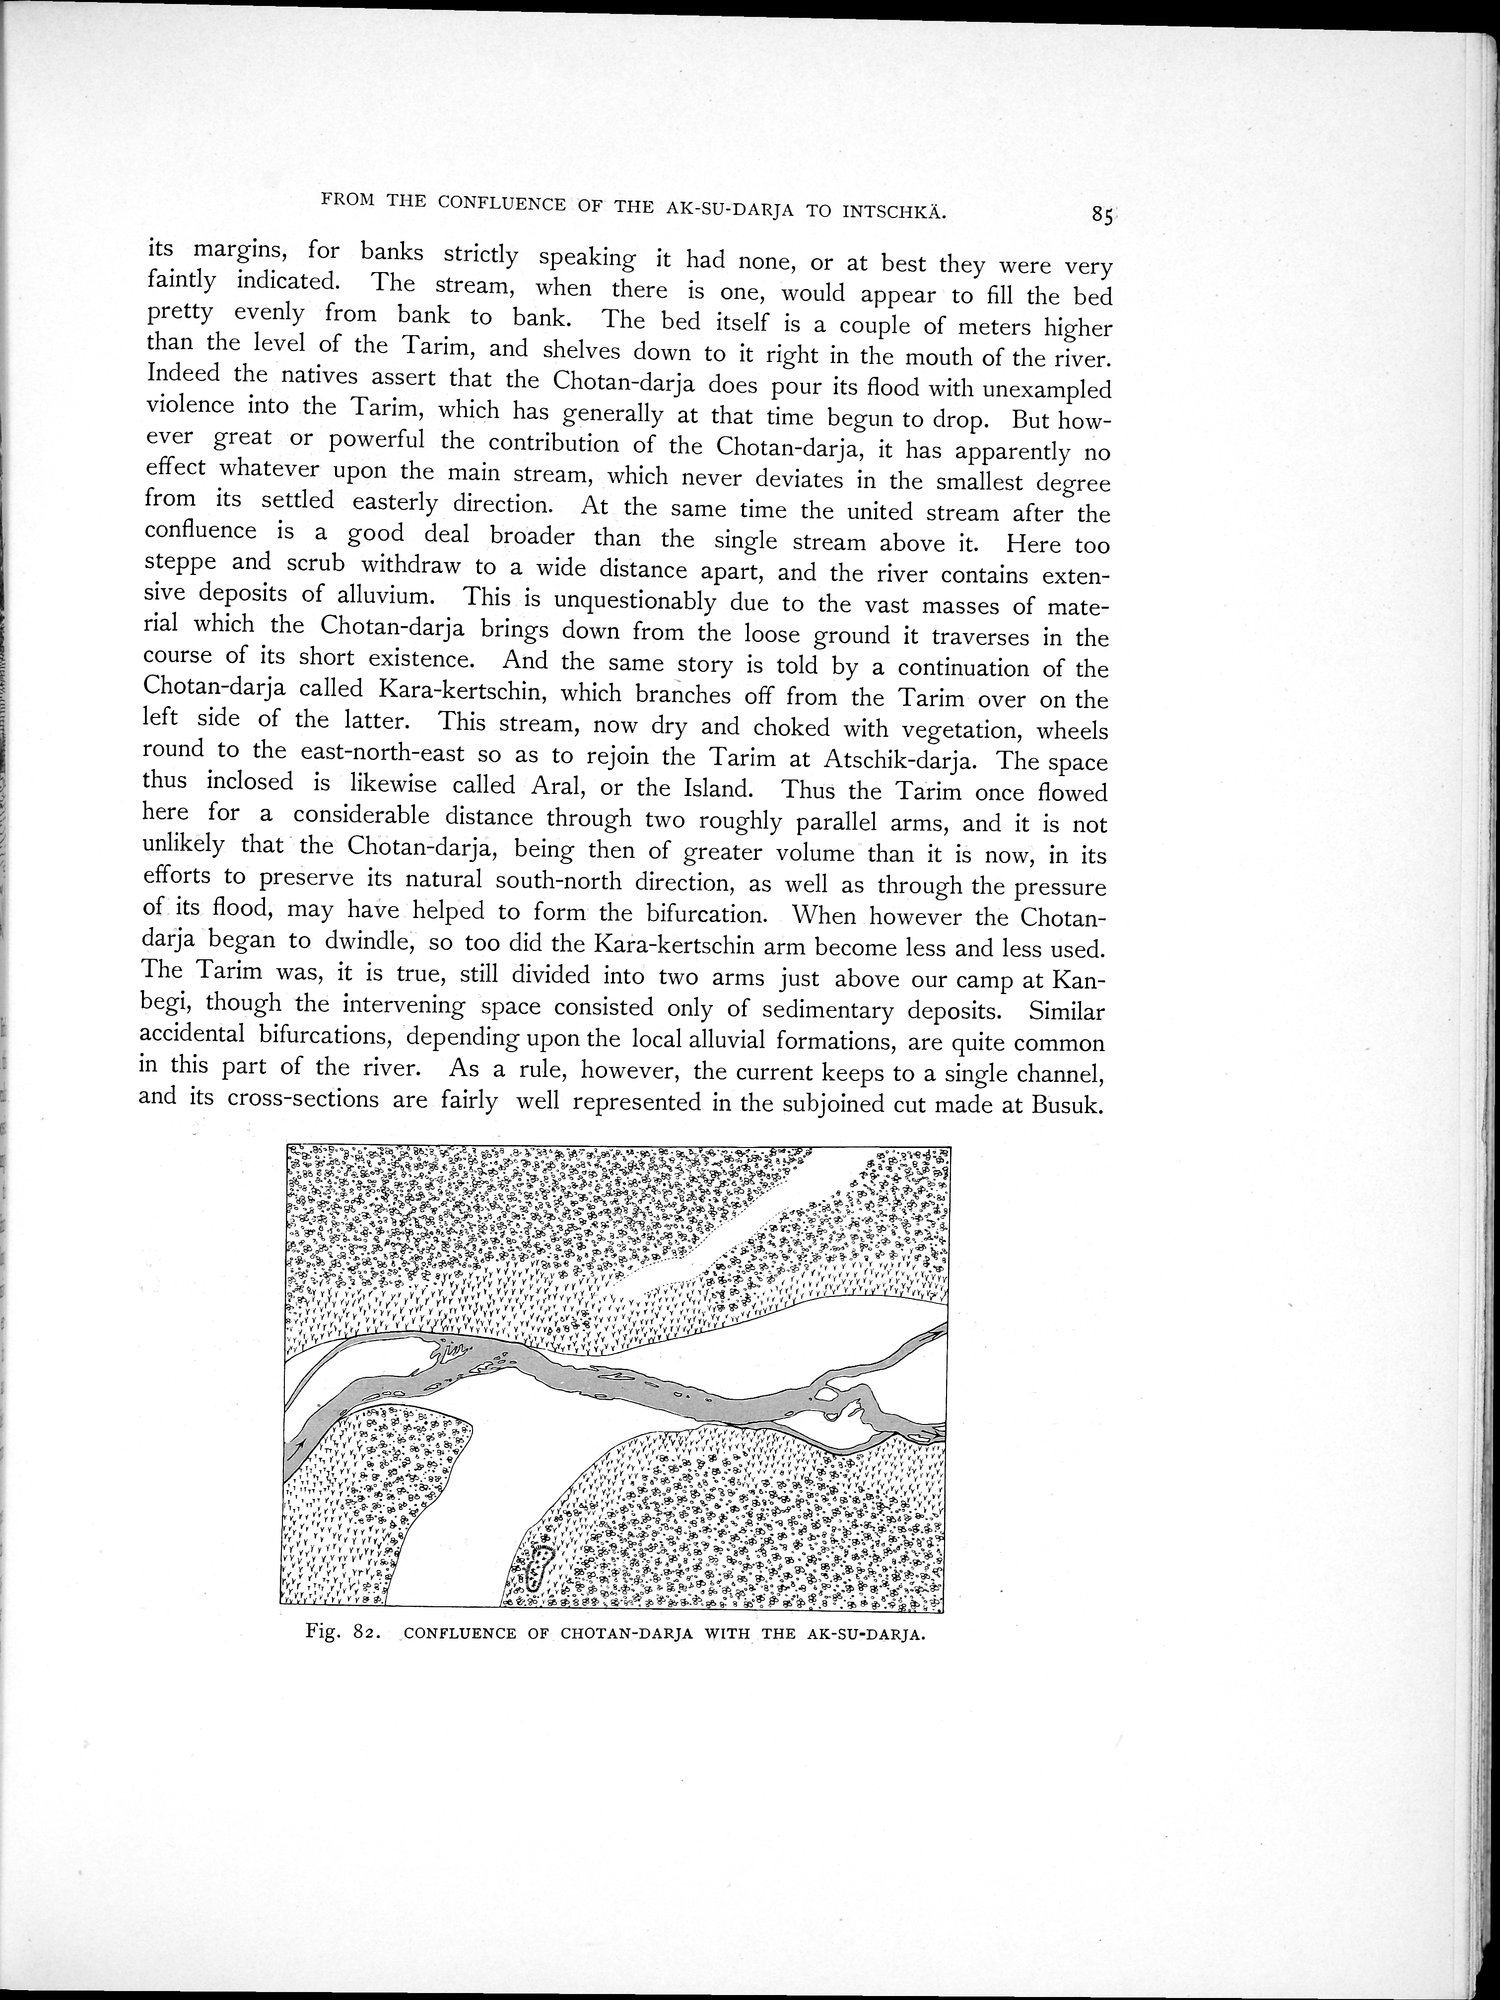 FROM THE CONFLUENCE OF THE AK-SU-DARJA TO INTSCHKÄ. 85
its margins, for banks strictly speaking it had none, or at best they were very
faintly indicated. The stream, when there is one, would appear to fill the bed
pretty evenly from bank to bank. The bed itself is a couple of meters higher
than the level of the Tarim, and shelves down to it right in the mouth of the river.
Indeed the natives assert that the Chotan-darja does pour its flood with unexampled
violence into the Tarim, which has generally at that time begun to drop. But how-
ever great or powerful the contribution of the Chotan-darja, it has apparently no
effect whatever upon the main stream, which never deviates in the smallest degree
from its settled easterly direction. At the same time the united stream after the
confluence is a good deal broader than the single stream above it. Here too
steppe and scrub withdraw to a wide distance apart, and the river contains exten-
sive deposits of alluvium. This is unquestionably due to the vast masses of mate-
rial which the Chotan-darja brings down from the loose ground it traverses in the
course of its short existence. And the same story is told by a continuation of the
Chotan-darja called Kara-kertschin, which branches off from the Tarim over on the
left side of the latter. This stream, now dry and choked with vegetation, wheels
round to the east-north-east so as to rejoin the Tarim at Atschik-darja. The space
thus inclosed is likewise called Aral, or the Island. Thus the Tarim once flowed
here for a considerable distance through two roughly parallel arms, and it is not
unlikely that the Chotan-darja, being then of greater volume than it is now, in its
efforts to preserve its natural south-north direction, as well as through the pressure
of its flood, may have helped to form the bifurcation. When however the Chotan-
darja began to dwindle, so too did the Kara-kertschin arm become less and less used.
The Tarim was, it is true, still divided into two arms just above our camp at Kan-
begi, though the intervening space consisted only of sedimentary deposits. Similar
accidental bifurcations, depending upon the local alluvial formations, are quite common
in this part of the river. As a rule, however, the current keeps to a single channel,
and its cross-sections are fairly well represented in the subjoined cut made at Busuk.
Fig. 82. CONFLUENCE OF CHOTAN-DARJA WITH THE AK-SU-DARJA.